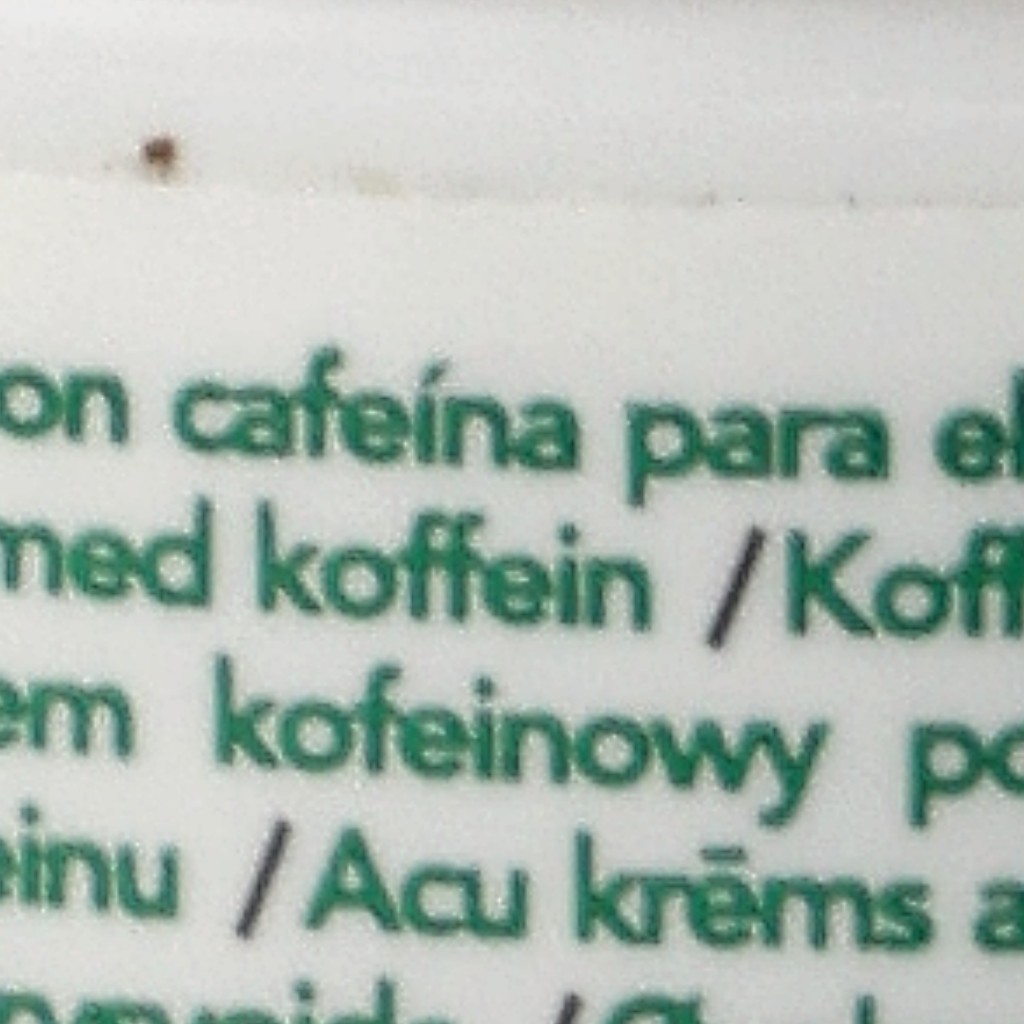 on cafeína para el
med koffein / Koff
em kofeinowy po
einu / Acu krēms a
/